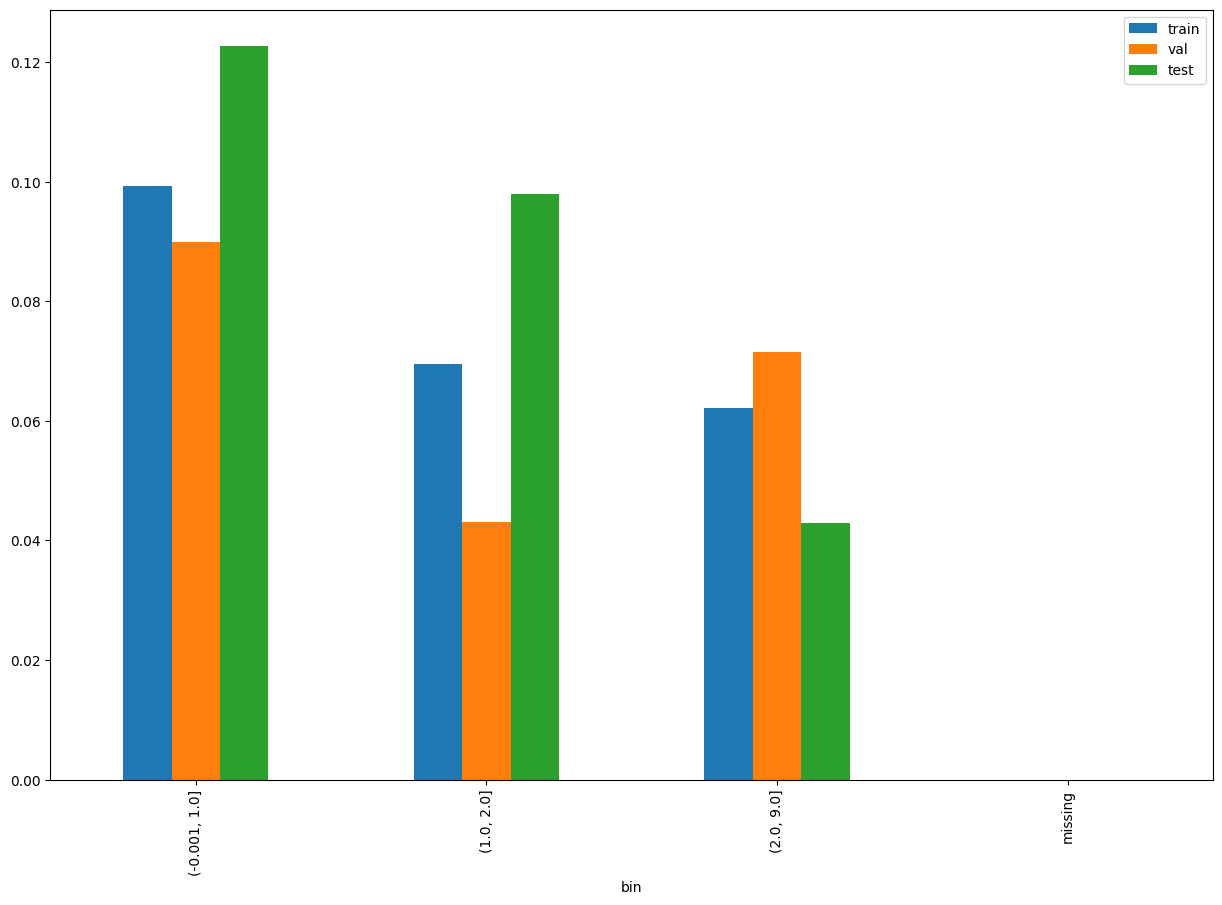 train
val
test
0.12
0.10
0.08
0.06
0.04
0.02
0.00
(-0.001, 1.0]
(1.0, 2.0]
(2.0, 9.0]
missing
bin